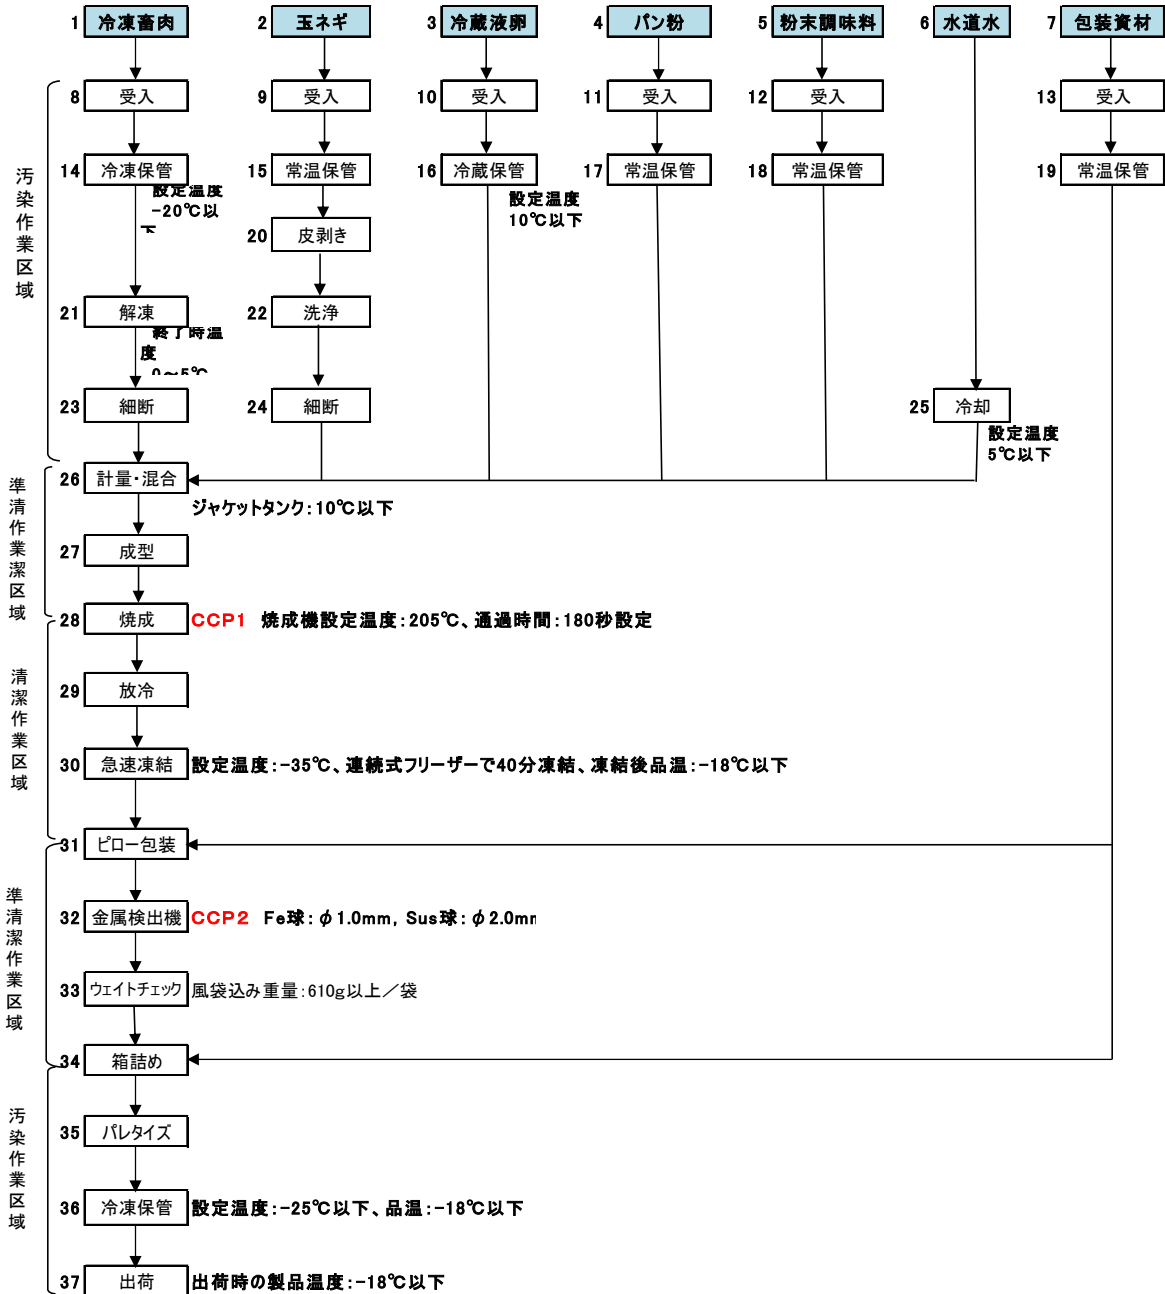 1 冷凍畜肉 2 玉ネギ 3 冷蔵液卵 4 パン粉 5 粉末調味料 6 水道水 7 包装資材
8 受入 9 受入 10 受入 11 受入 12 受入 13 受入
14 冷凍保管 15 常温保管 16 冷蔵保管 17 常温保管 18 常温保管 19 常温保管
設定温度
-20℃以
下
設定温度
10℃以下
20 皮剥き
汚染作業区域
21 解凍 22 洗浄
終了時温
度
0~5℃
23 細断 24 細断 25 冷却
設定温度
5℃以下
26 計量・混合
ジャケットタンク:10℃以下
準清作業潔区域
27 成型
28 焼成 CCP1 焼成機設定温度:205℃、通過時間:180秒設定
29 放冷
清潔作業区域
30 急速凍結 設定温度:-35℃、連続式フリーザーで40分凍結、凍結後品温:-18℃以下
31 ピロー包装
32 金属検出機 CCP2 Fe球:φ1.0mm, Sus球:φ2.0mm
準清潔作業区域
33 ウェイトチェック 風袋込み重量:610g以上/袋
34 箱詰め
35 パレタイズ
汚染作業区域
36 冷凍保管 設定温度:-25℃以下、品温:-18℃以下
37 出荷 出荷時の製品温度:-18℃以下